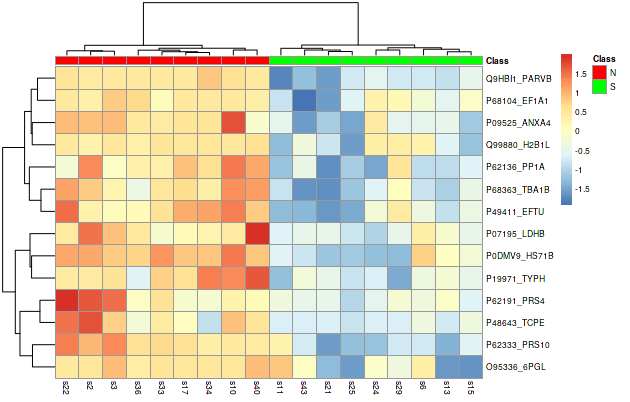 Class
Q9HBI1_PARVB
P68104_EF1A1
P09525_ANXA4
Q99880_H2B1L
P62136_PP1A
P68363_TBA1B
P49411_EFTU
P07195_LDHB
P0DMV9_HS71B
P19971_TYPH
P62191_PRS4
P48643_TCPE
P62333_PRS10
O95336_6PGL
s22 s2 s3 s36 s33 s17 s34 s10 s40 s11 s43 s21 s25 s24 s29 s6 s13 s15
1.5
1
0.5
0
-0.5
-1
-1.5
Class
N
S